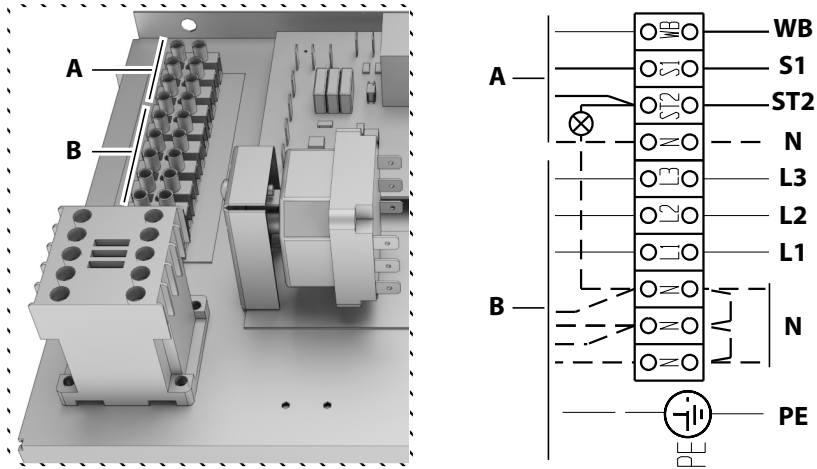 A
B
A
B
WB WB
S1 S1
ST2 ST2
N N
L3 L3
L2 L2
L1 L1
N
N N
N
PE PE